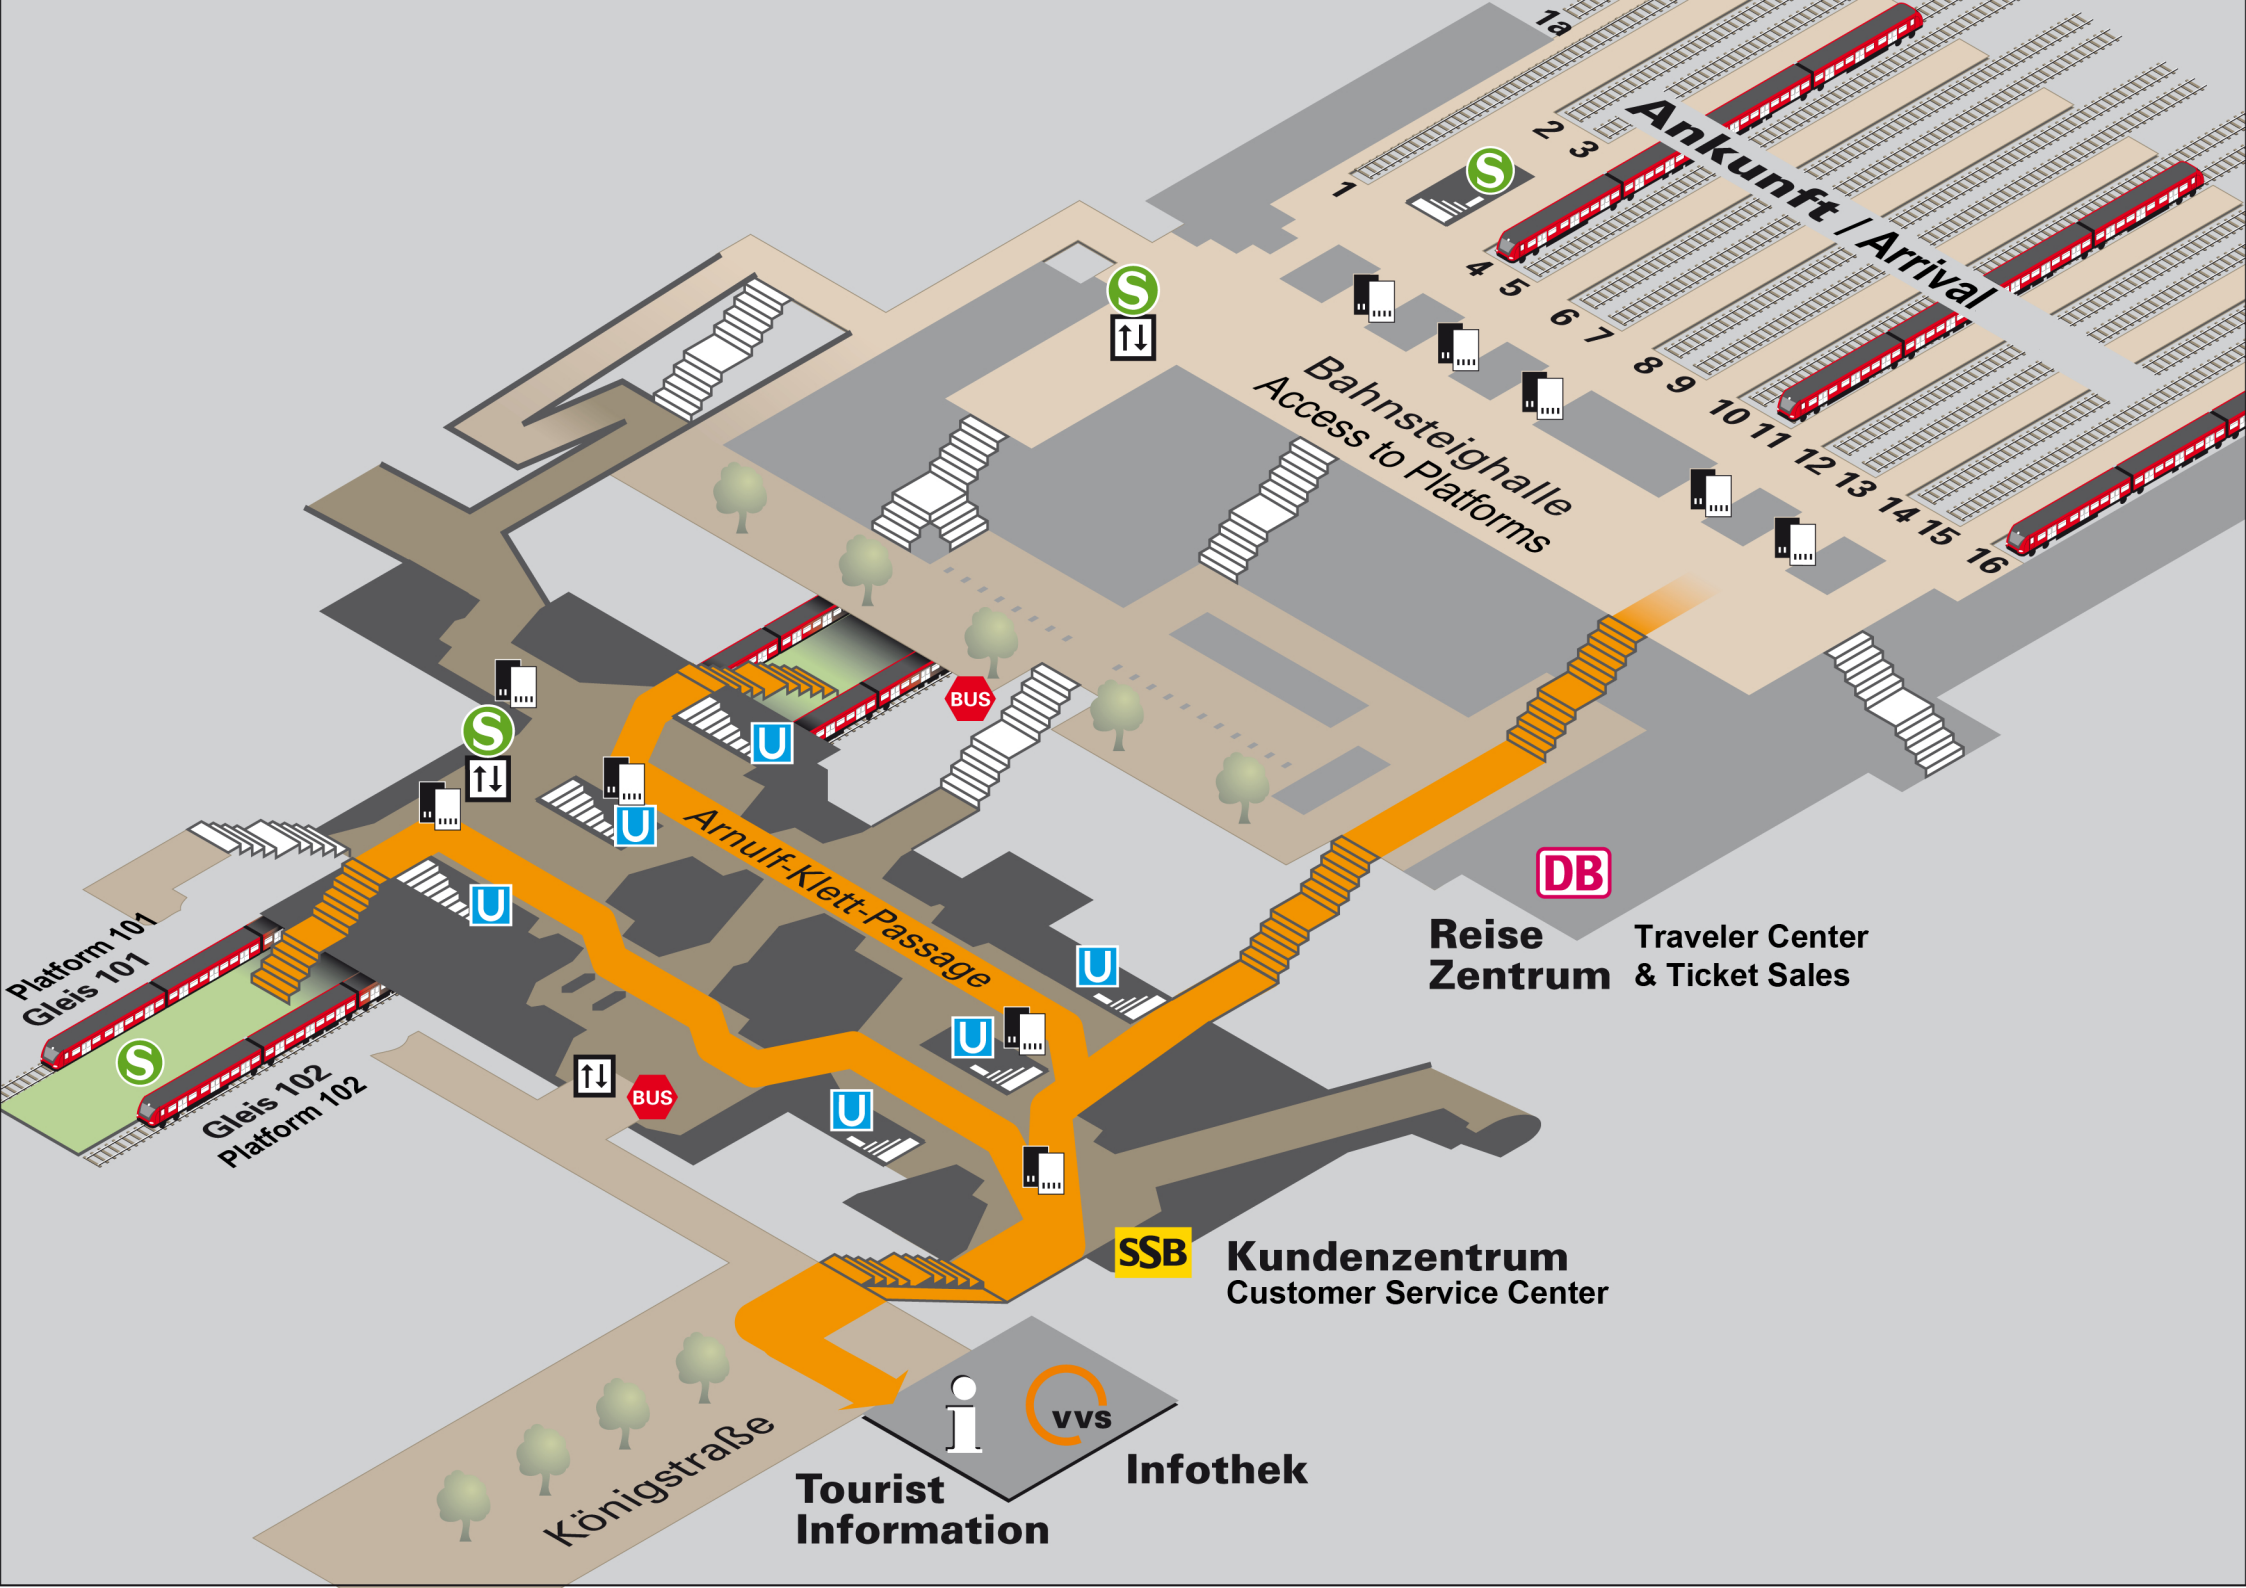 1a
1
2
3
4
5
6
7
8
9
10
11
12
13
14
15
16
Ankunft / Arrival
S
S
Bahnsteighalle
Access to Platforms
BUS
U
S
U
U
Arnulf-Klett-Passage
U
U
U
BUS
Platform 101
Gleis 101
S
Gleis 102
Platform 102
DB
Reise
Zentrum
Traveler Center
& Ticket Sales
SSB
Kundenzentrum
Customer Service Center
i
vvs
Infothek
Tourist
Information
Königstraße